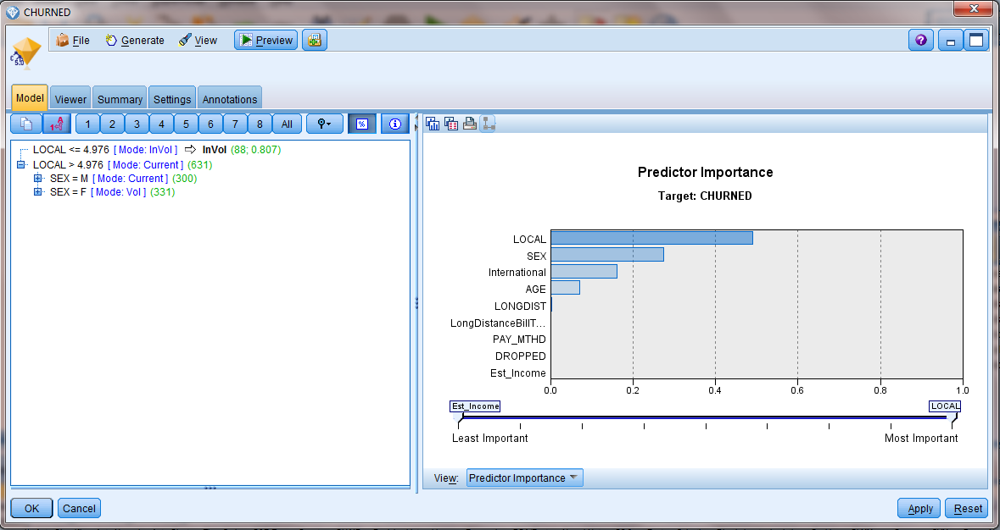 CHURNED
File Generate View Preview
5.0
Model Viewer Summary Settings Annotations
1 2 3 4 5 6 7 8 All %
LOCAL <= 4.976 [ Mode: InVol ] ⇨ InVol (88; 0.807)
LOCAL > 4.976 [ Mode: Current ] (631)
SEX = M [ Mode: Current ] (300)
SEX = F [ Mode: Vol ] (331)
Predictor Importance
Target: CHURNED
LOCAL
SEX
International
AGE
LONGDIST
LongDistanceBillT...
PAY_MTHD
DROPPED
Est_Income
0.0 0.2 0.4 0.6 0.8 1.0
Est_Income LOCAL
Least Important Most Important
View: Predictor Importance
OK Cancel Apply Reset